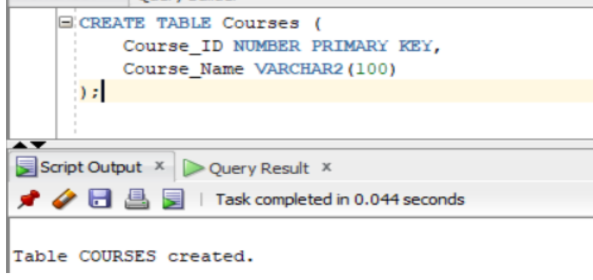 CREATE TABLE Courses (
Course_ID NUMBER PRIMARY KEY,
Course_Name VARCHAR2(100)
);
Script Output x Query Result x
Task completed in 0.044 seconds
Table COURSES created.